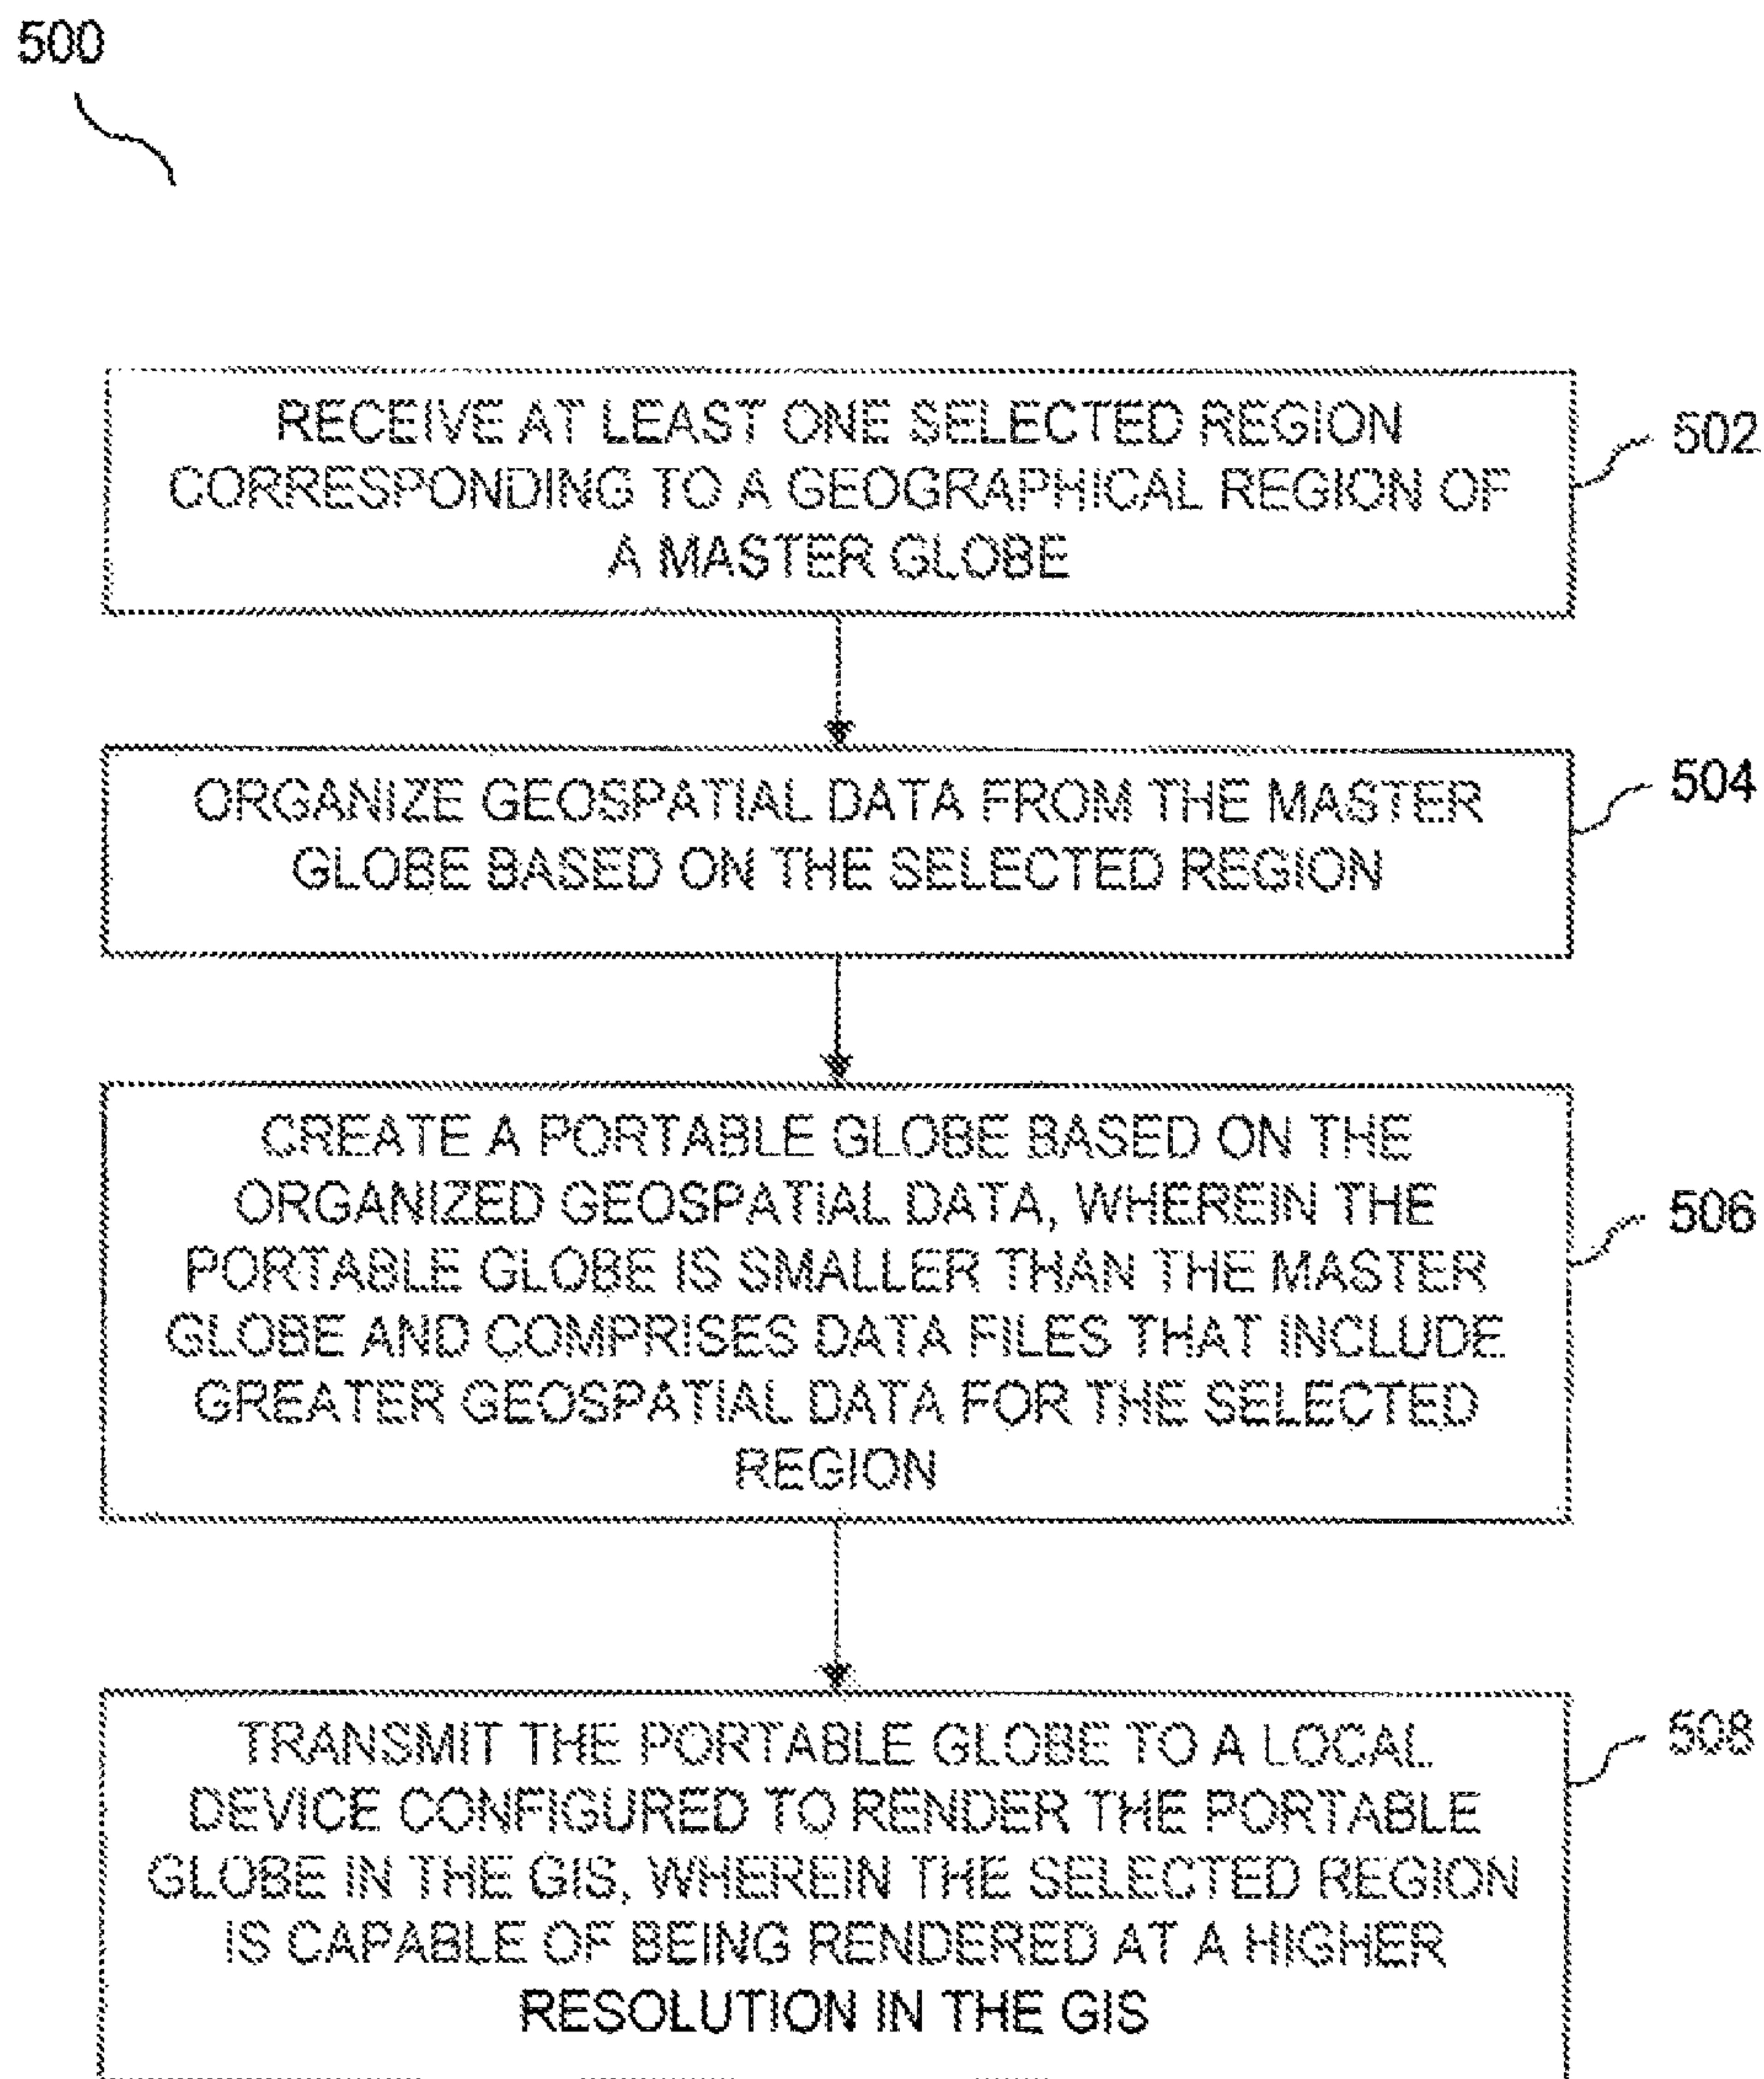 500
RECEIVE AT LEAST ONE SELECTED REGION
CORRESPONDING TO A GEOGRAPHICAL REGION OF
A MASTER GLOBE
502
ORGANIZE GEOSPATIAL DATA FROM THE MASTER
GLOBE BASED ON THE SELECTED REGION
504
CREATE A PORTABLE GLOBE BASED ON THE
ORGANIZED GEOSPATIAL DATA, WHEREIN THE
PORTABLE GLOBE IS SMALLER THAN THE MASTER
GLOBE AND COMPRISES DATA FILES THAT INCLUDE
GREATER GEOSPATIAL DATA FOR THE SELECTED
REGION
506
TRANSMIT THE PORTABLE GLOBE TO A LOCAL
DEVICE CONFIGURED TO RENDER THE PORTABLE
GLOBE IN THE GIS, WHEREIN THE SELECTED REGION
IS CAPABLE OF BEING RENDERED AT A HIGHER
RESOLUTION IN THE GIS
508